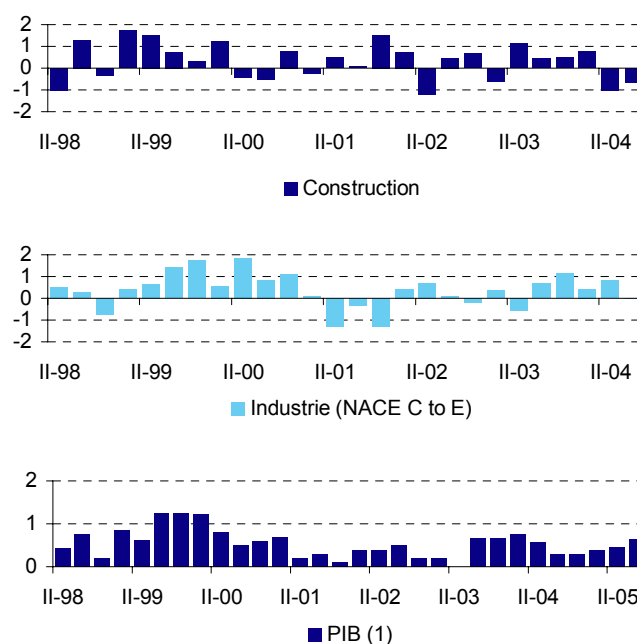 2
1
0
-1
-2
II-98 II-99 II-00 II-01 II-02 II-03 II-04
Construction
2
1
0
-1
-2
II-98 II-99 II-00 II-01 II-02 II-03 II-04
Industrie (NACE C to E)
2
1
0
II-98 II-99 II-00 II-01 II-02 II-03 II-04 II-05
PIB (1)